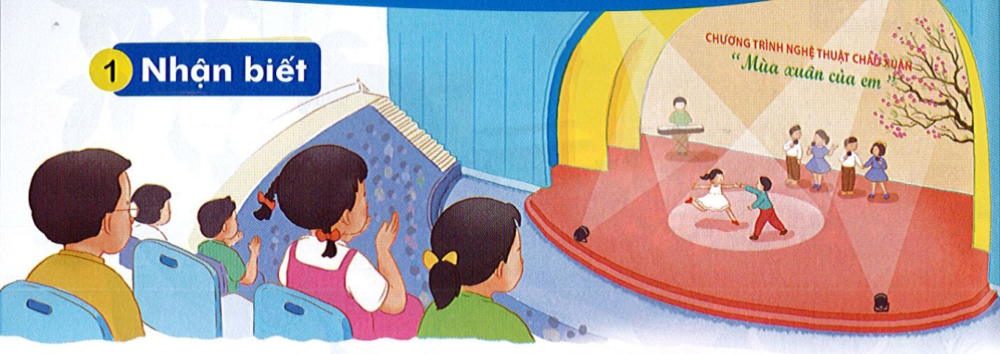 1 Nhận biết
CHƯƠNG TRÌNH NGHỆ THUẬT CHÀO XUÂN
"Mùa xuân của em"